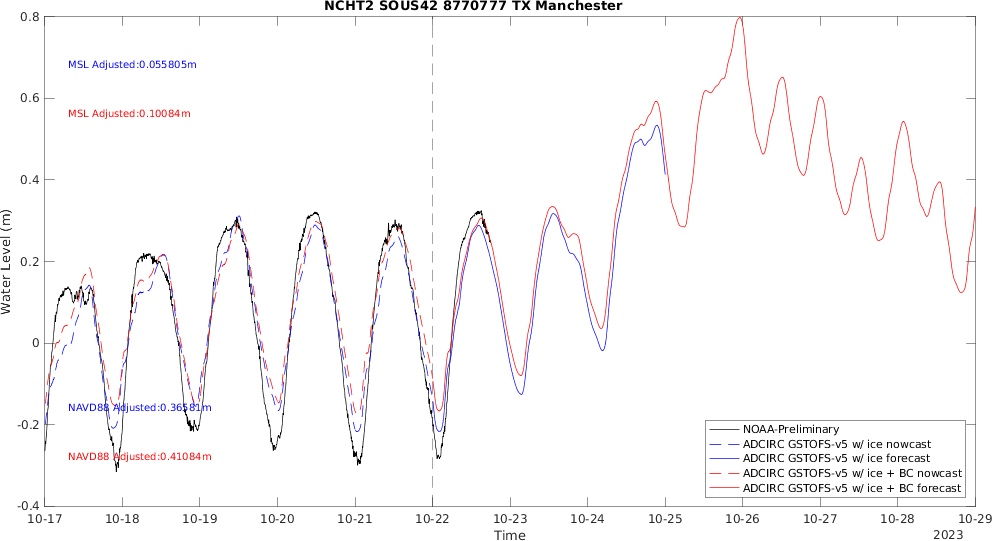 NCHT2 SOUS42 8770777 TX Manchester
0.8
0.6
0.4
0.2
0
-0.2
-0.4
Water Level (m)
MSL Adjusted:0.055805m
MSL Adjusted:0.10084m
NAVD88 Adjusted:0.36581m
NAVD88 Adjusted:0.41084m
NOAA-Preliminary
ADCIRC GSTOFS-v5 w/ ice nowcast
ADCIRC GSTOFS-v5 w/ ice forecast
ADCIRC GSTOFS-v5 w/ ice + BC nowcast
ADCIRC GSTOFS-v5 w/ ice + BC forecast
10-17 10-18 10-19 10-20 10-21 10-22 10-23 10-24 10-25 10-26 10-27 10-28 10-29
Time
2023